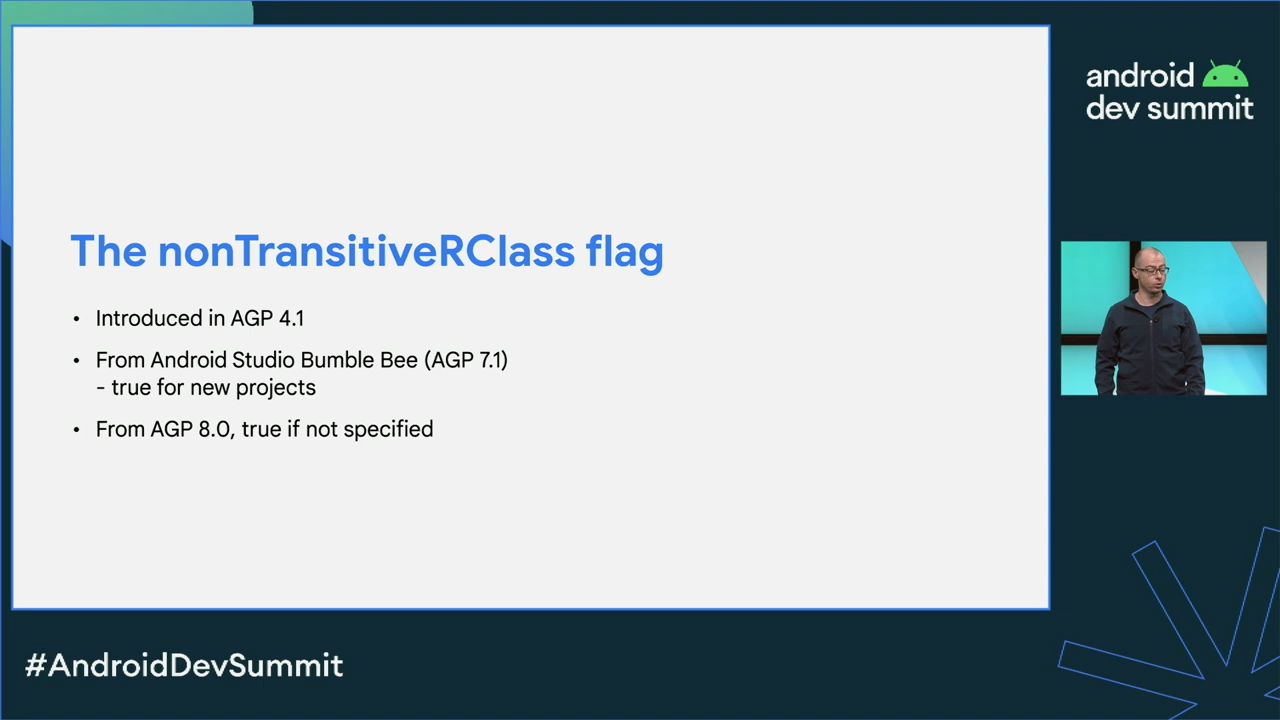 The nonTransitiveRClass flag
• Introduced in AGP 4.1
• From Android Studio Bumble Bee (AGP 7.1)
- true for new projects
• From AGP 8.0, true if not specified
android
dev summit
#AndroidDevSummit